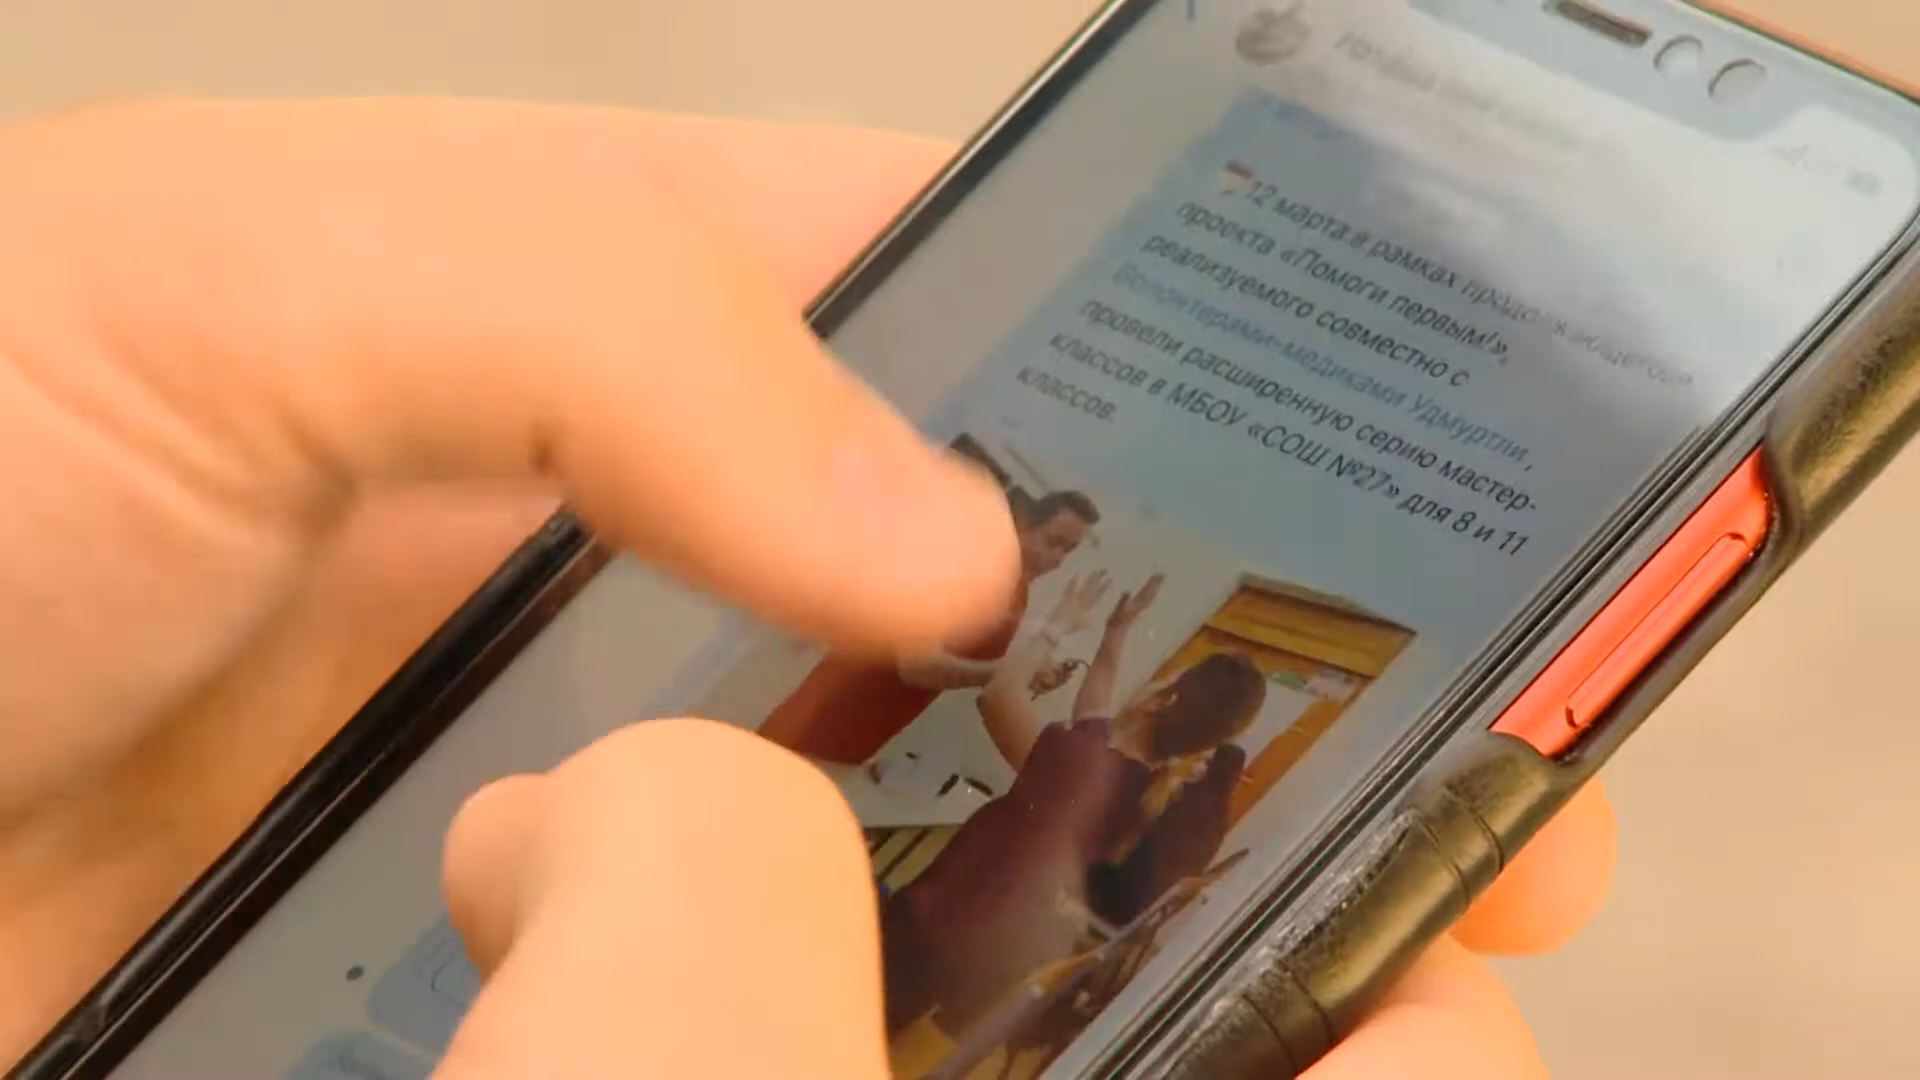 12 марта в рамках продолжающегося
проекта «Помоги первым!»,
реализуемого совместно с
Волонтерами-медиками Удмуртии,
провели расширенную серию мастер-
классов в МБОУ «СОШ №27» для 8 и 11
классов.